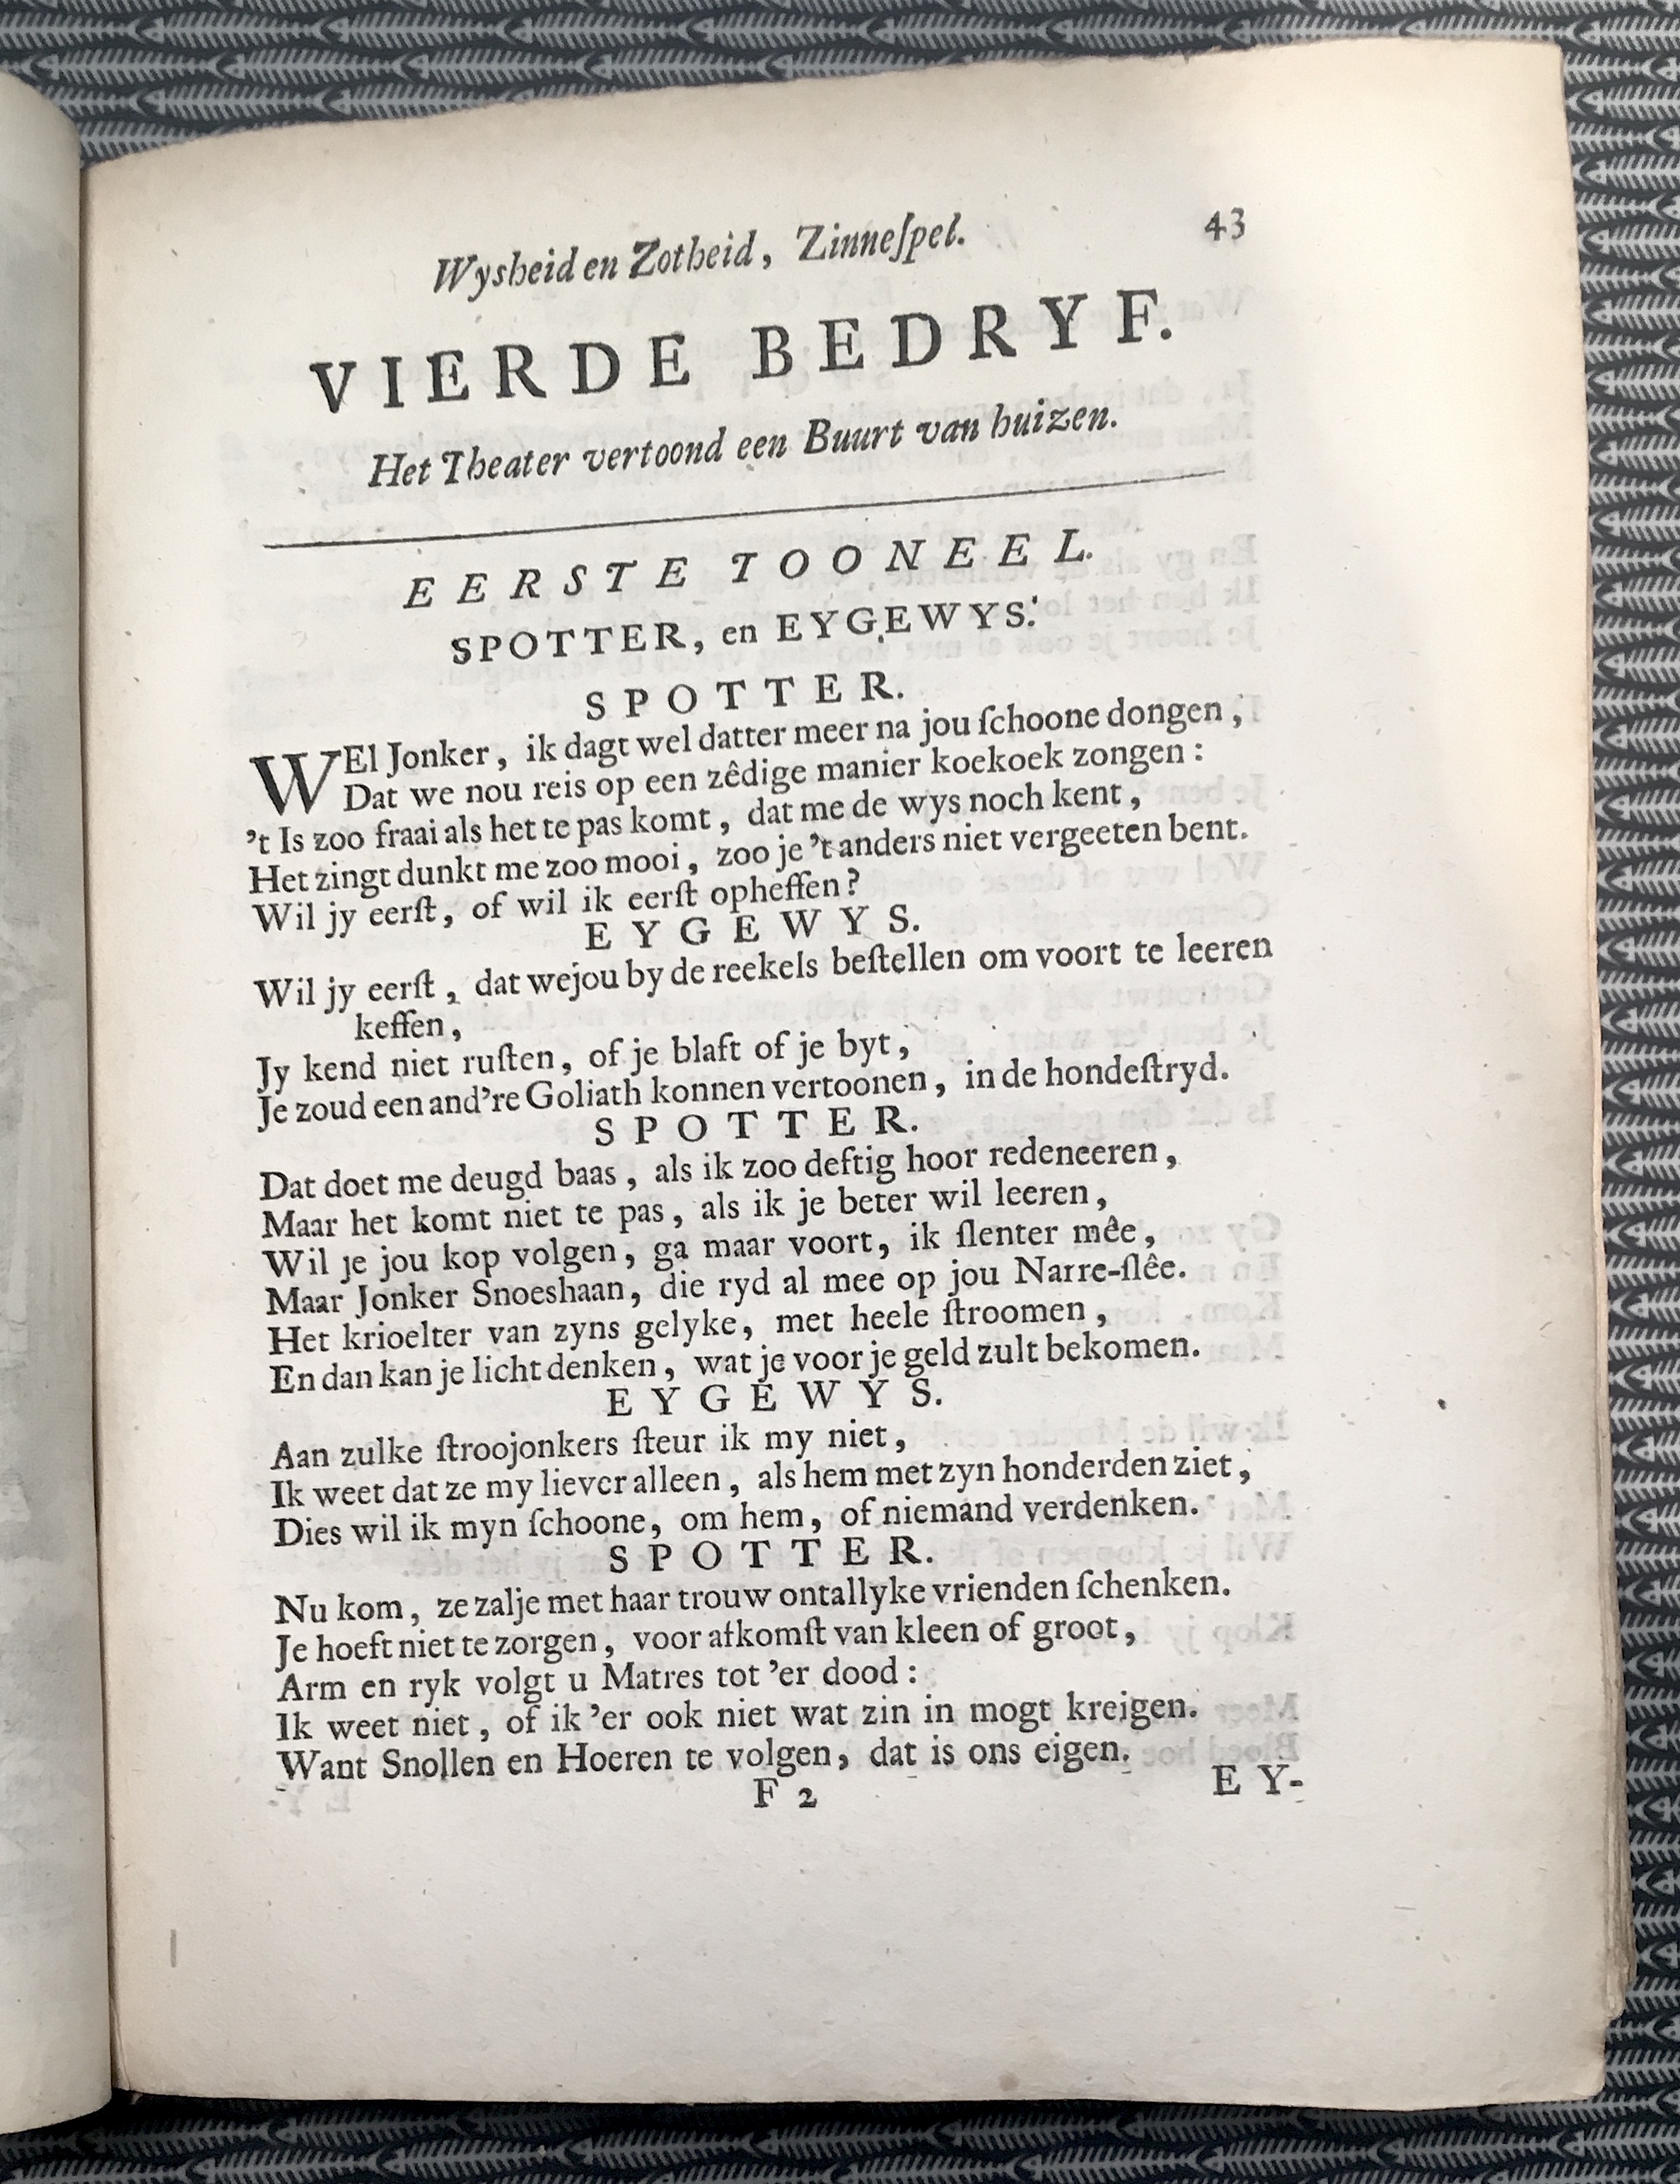 Wysheid en Zotheid, Zinneſpel. 43
VIERDE BEDRYF.
Het Theater vertoond een Buurt van huizen.
EERSTE TOONEEL.
SPOTTER, en EYGEWYS.
SPOTTER.
WEl Jonker, ik dagt wel datter meer na jou ſchoone dongen,
Dat we nou reis op een zêdige manier koekoek zongen:
't Is zoo fraai als het te pas komt, dat me de wys noch kent,
Het zingt dunkt me zoo mooi, zoo je 't anders niet vergeeten bent.
Wil jy eerſt, of wil ik eerſt opheffen?
EYGEWYS.
Wil jy eerſt, dat wejou by de reekels beſtellen om voort te leeren
keffen,
Jy kend niet ruſten, of je blaft of je byt,
Je zoud een and're Goliath konnen vertoonen, in de hondeſtryd.
SPOTTER.
Dat doet me deugd baas, als ik zoo deftig hoor redeneeren,
Maar het komt niet te pas, als ik je beter wil leeren,
Wil je jou kop volgen, ga maar voort, ik ſlenter mêe,
Maar Jonker Snoeshaan, die ryd al mee op jou Narre-ſlêe.
Het krioelter van zyns gelyke, met heele ſtroomen,
En dan kan je licht denken, wat je voor je geld zult bekomen.
EYGEWYS.
Aan zulke ſtroojonkers ſteur ik my niet,
Ik weet dat ze my liever alleen, als hem met zyn honderden ziet,
Dies wil ik myn ſchoone, om hem, of niemand verdenken.
SPOTTER.
Nu kom, ze zalje met haar trouw ontallyke vrienden ſchenken.
Je hoeft niet te zorgen, voor afkomſt van kleen of groot,
Arm en ryk volgt u Matres tot 'er dood:
Ik weet niet, of ik 'er ook niet wat zin in mogt kreigen.
Want Snollen en Hoeren te volgen, dat is ons eigen.
F 2 EY-